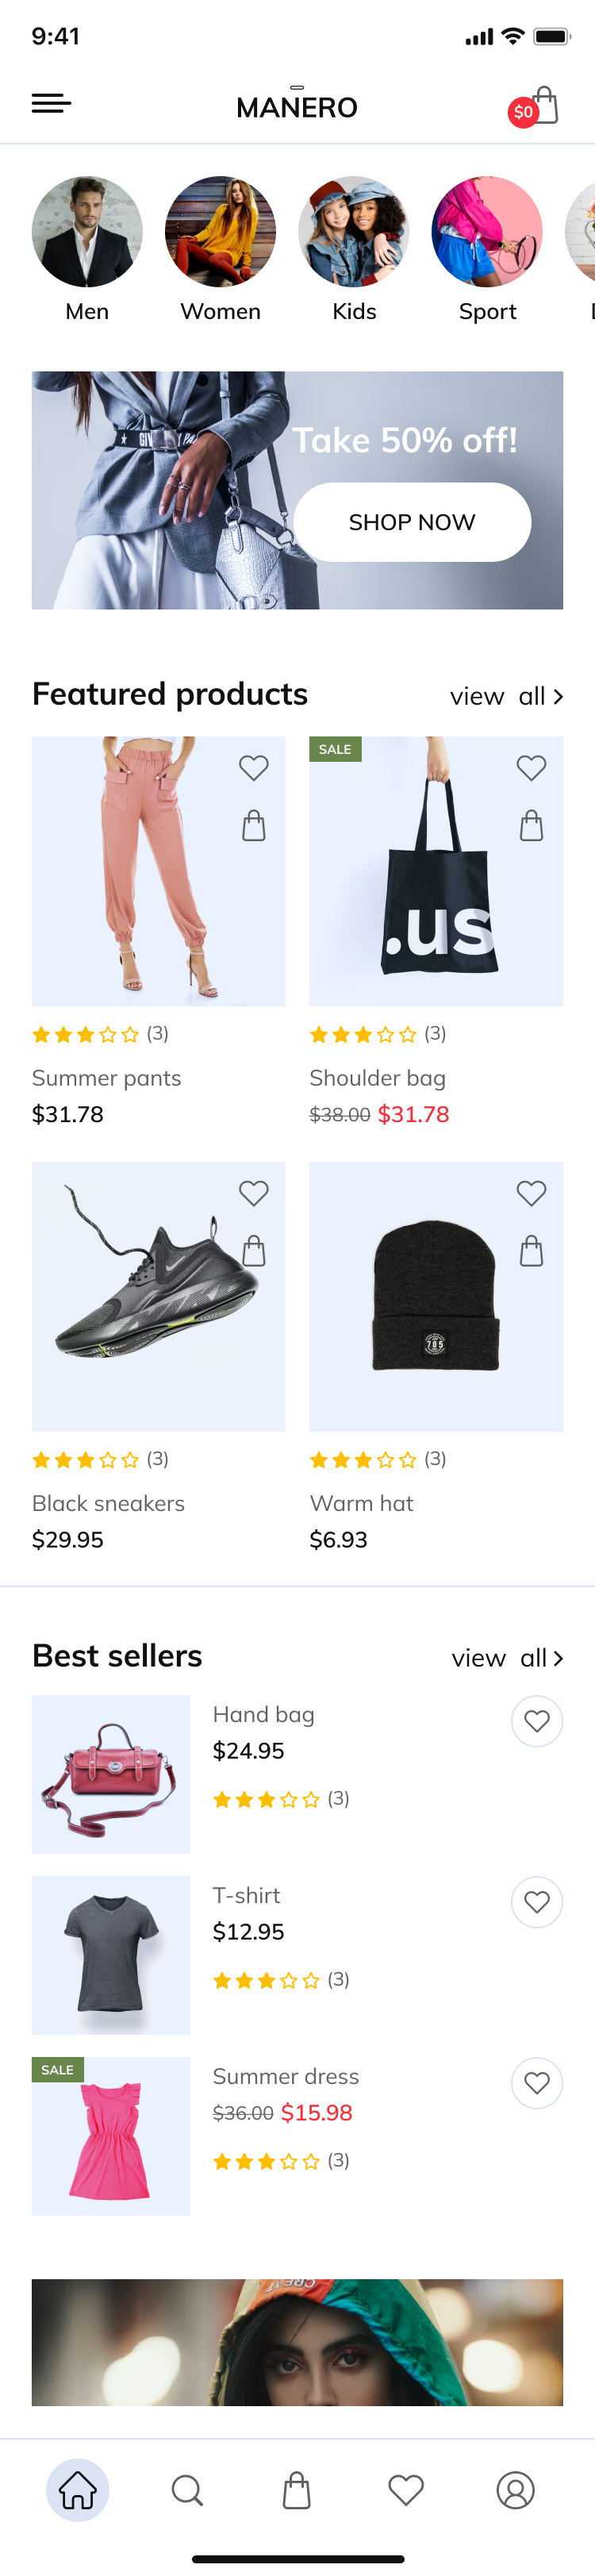 9:41
MANERO
$0
Men Women Kids Sport
Take 50% off!
SHOP NOW
Featured products view all
SALE
.us
(3) (3)
Summer pants Shoulder bag
$31.78 $38.00 $31.78
705
(3) (3)
Black sneakers Warm hat
$29.95 $6.93
Best sellers view all
Hand bag
$24.95
(3)
T-shirt
$12.95
(3)
SALE
Summer dress
$36.00 $15.98
(3)